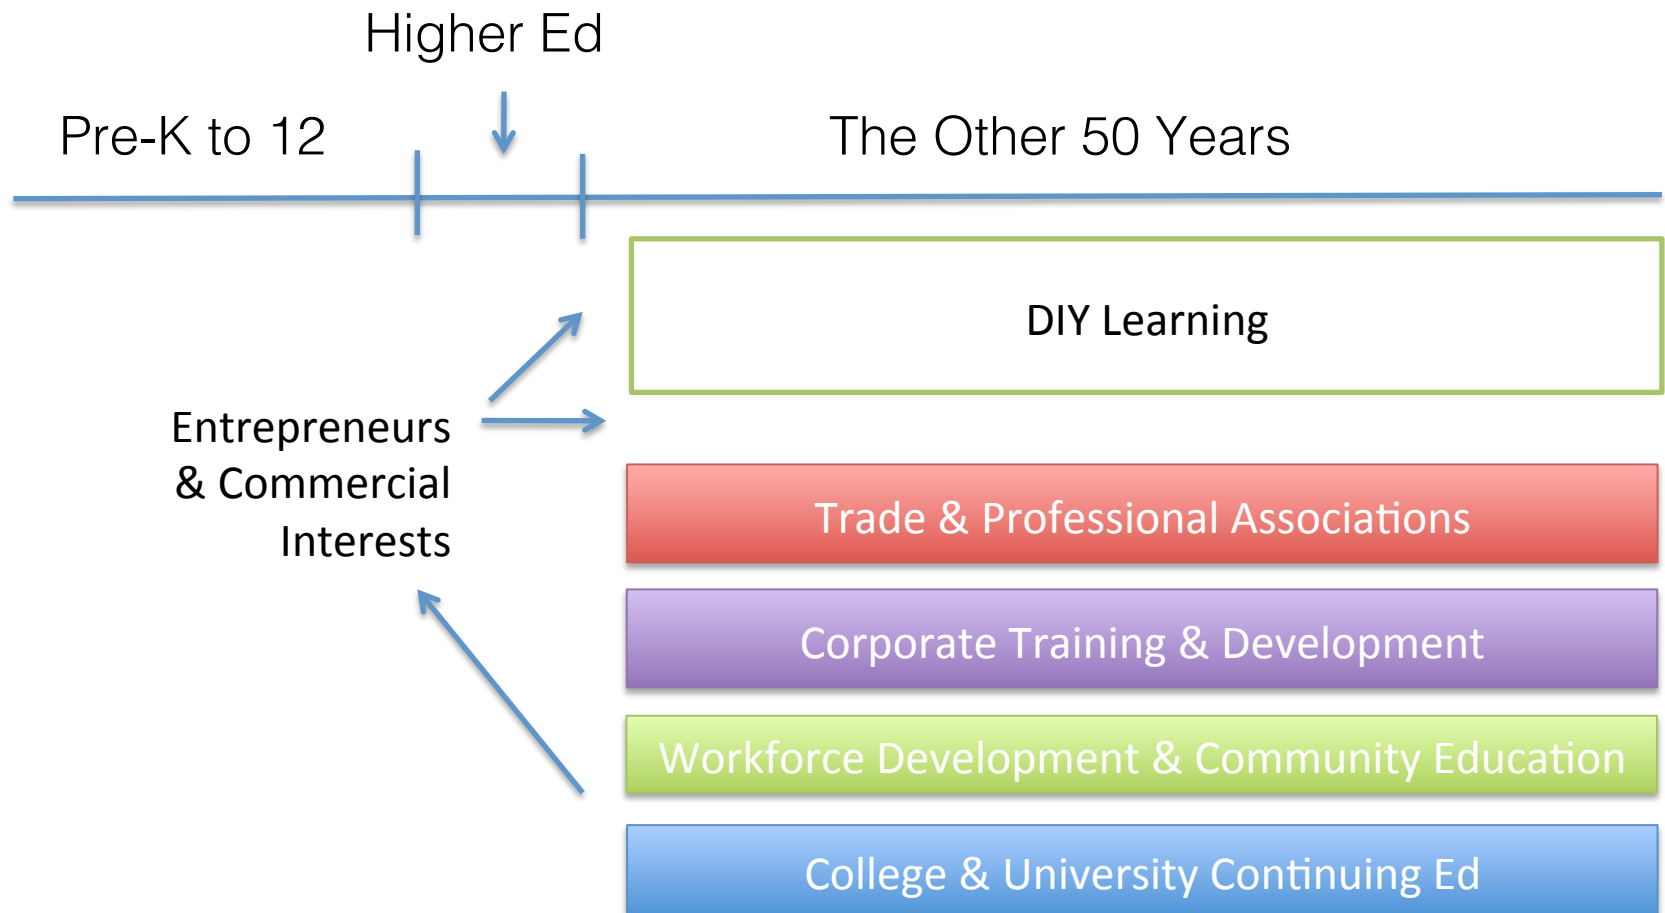 Higher Ed
Pre-K to 12
The Other 50 Years
DIY Learning
Entrepreneurs
& Commercial
Interests
Trade & Professional Associations
Corporate Training & Development
Workforce Development & Community Education
College & University Continuing Ed